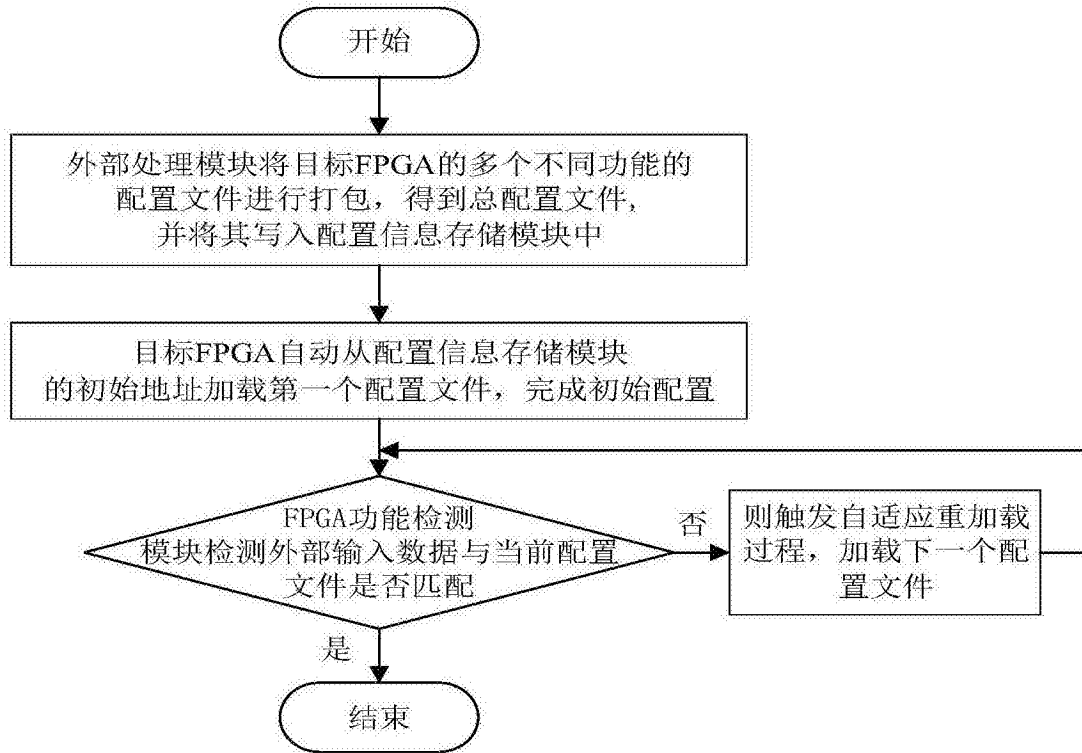 开始
外部处理模块将目标FPGA的多个不同功能的
配置文件进行打包，得到总配置文件,
并将其写入配置信息存储模块中
目标FPGA自动从配置信息存储模块
的初始地址加载第一个配置文件，完成初始配置
FPGA功能检测
模块检测外部输入数据与当前配置
文件是否匹配
否
则触发自适应重加载
过程，加载下一个配
置文件
是
结束